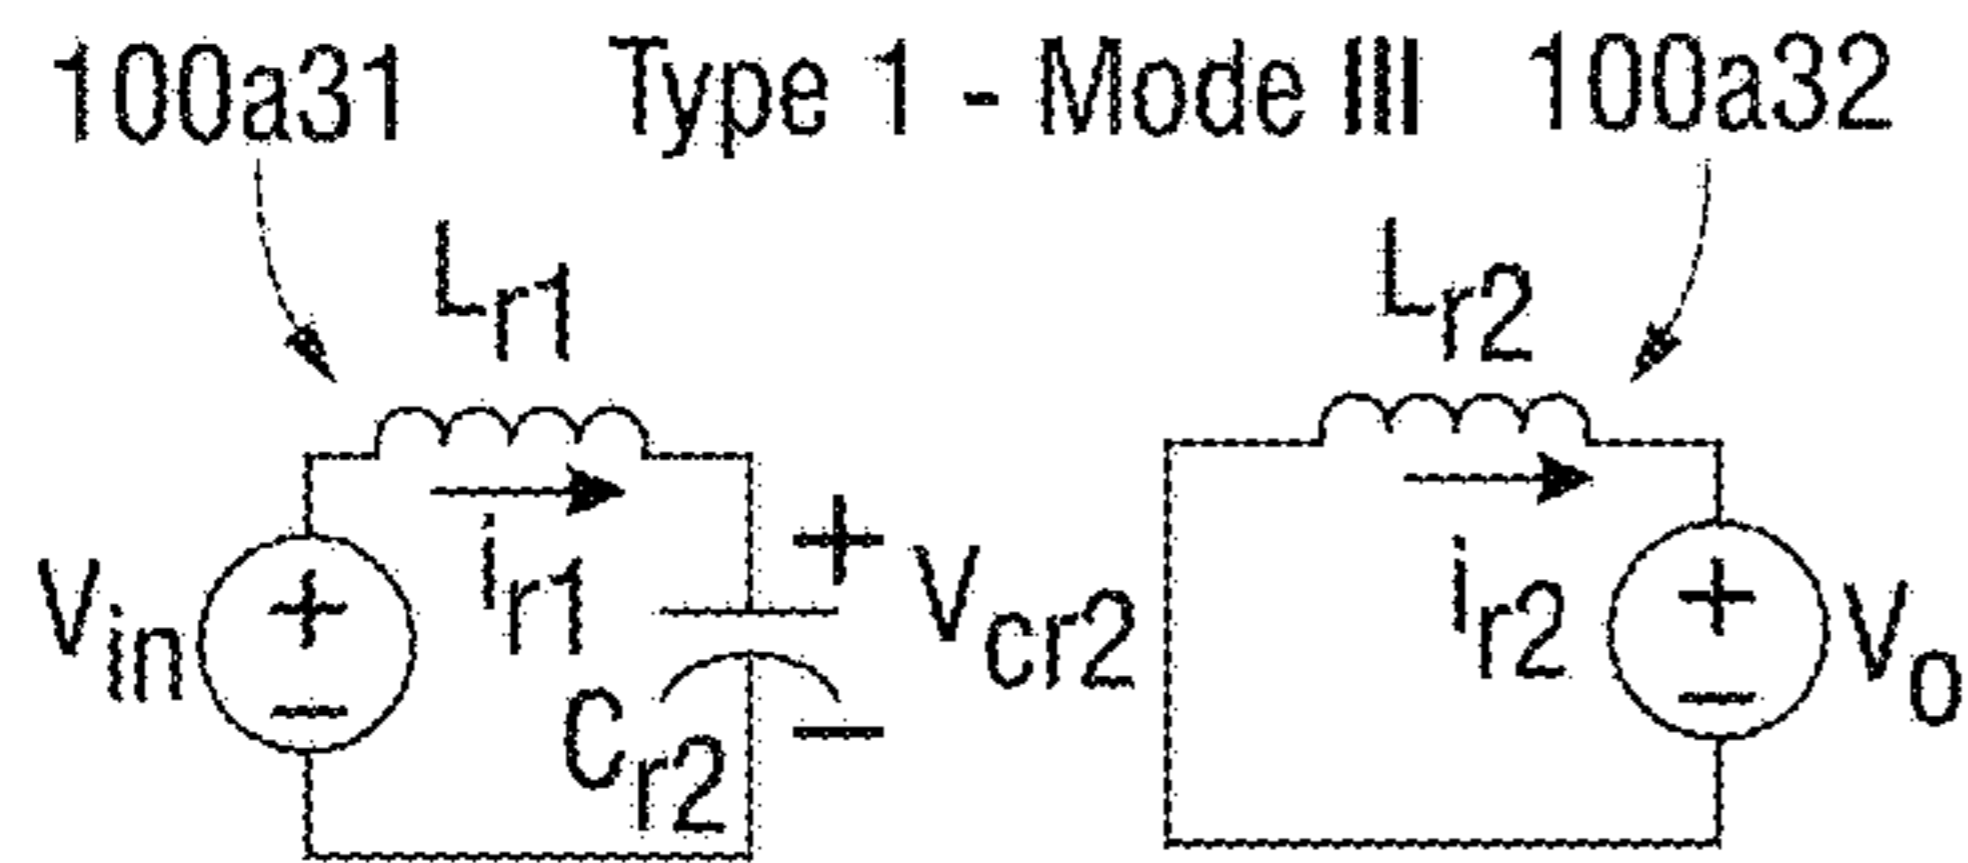 100a31 Type 1 - Mode III 100a32
Lr1 Lr2
+
Vin + ir1 Vcr2 ir2 + Vo
− Cr2 − −